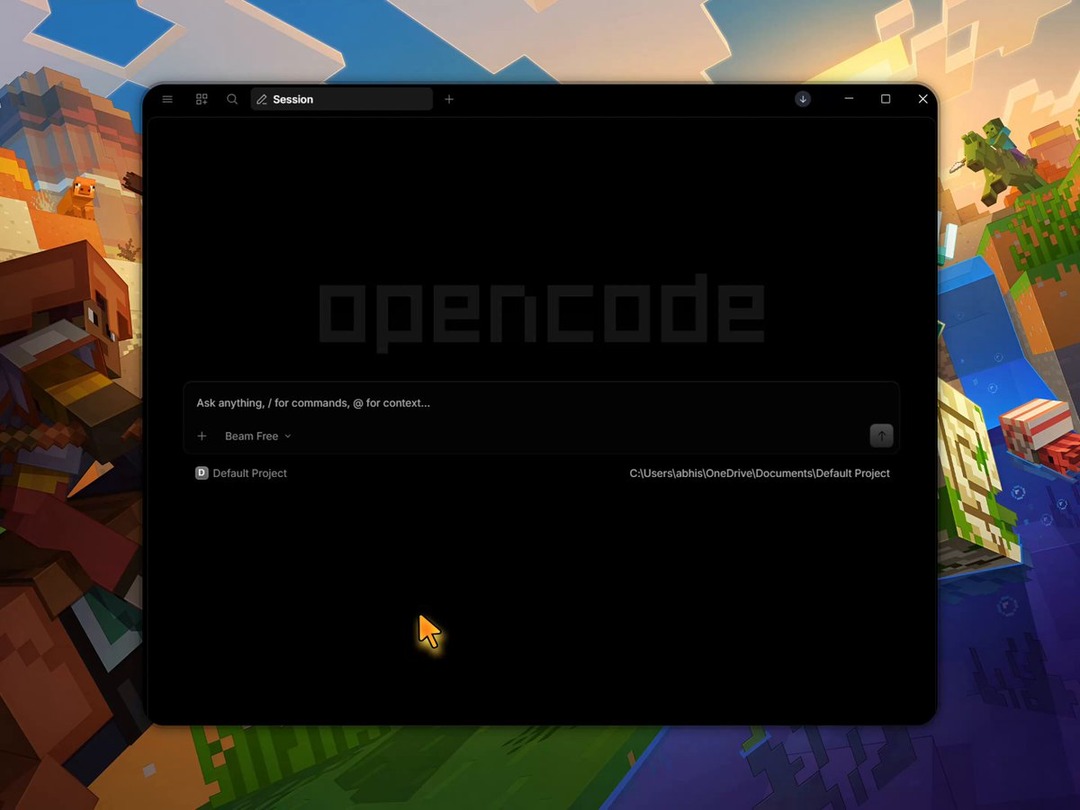 Session
opencode
Ask anything, / for commands, @ for context...
Beam Free
D Default Project
C:\Users\abhis\OneDrive\Documents\Default Project